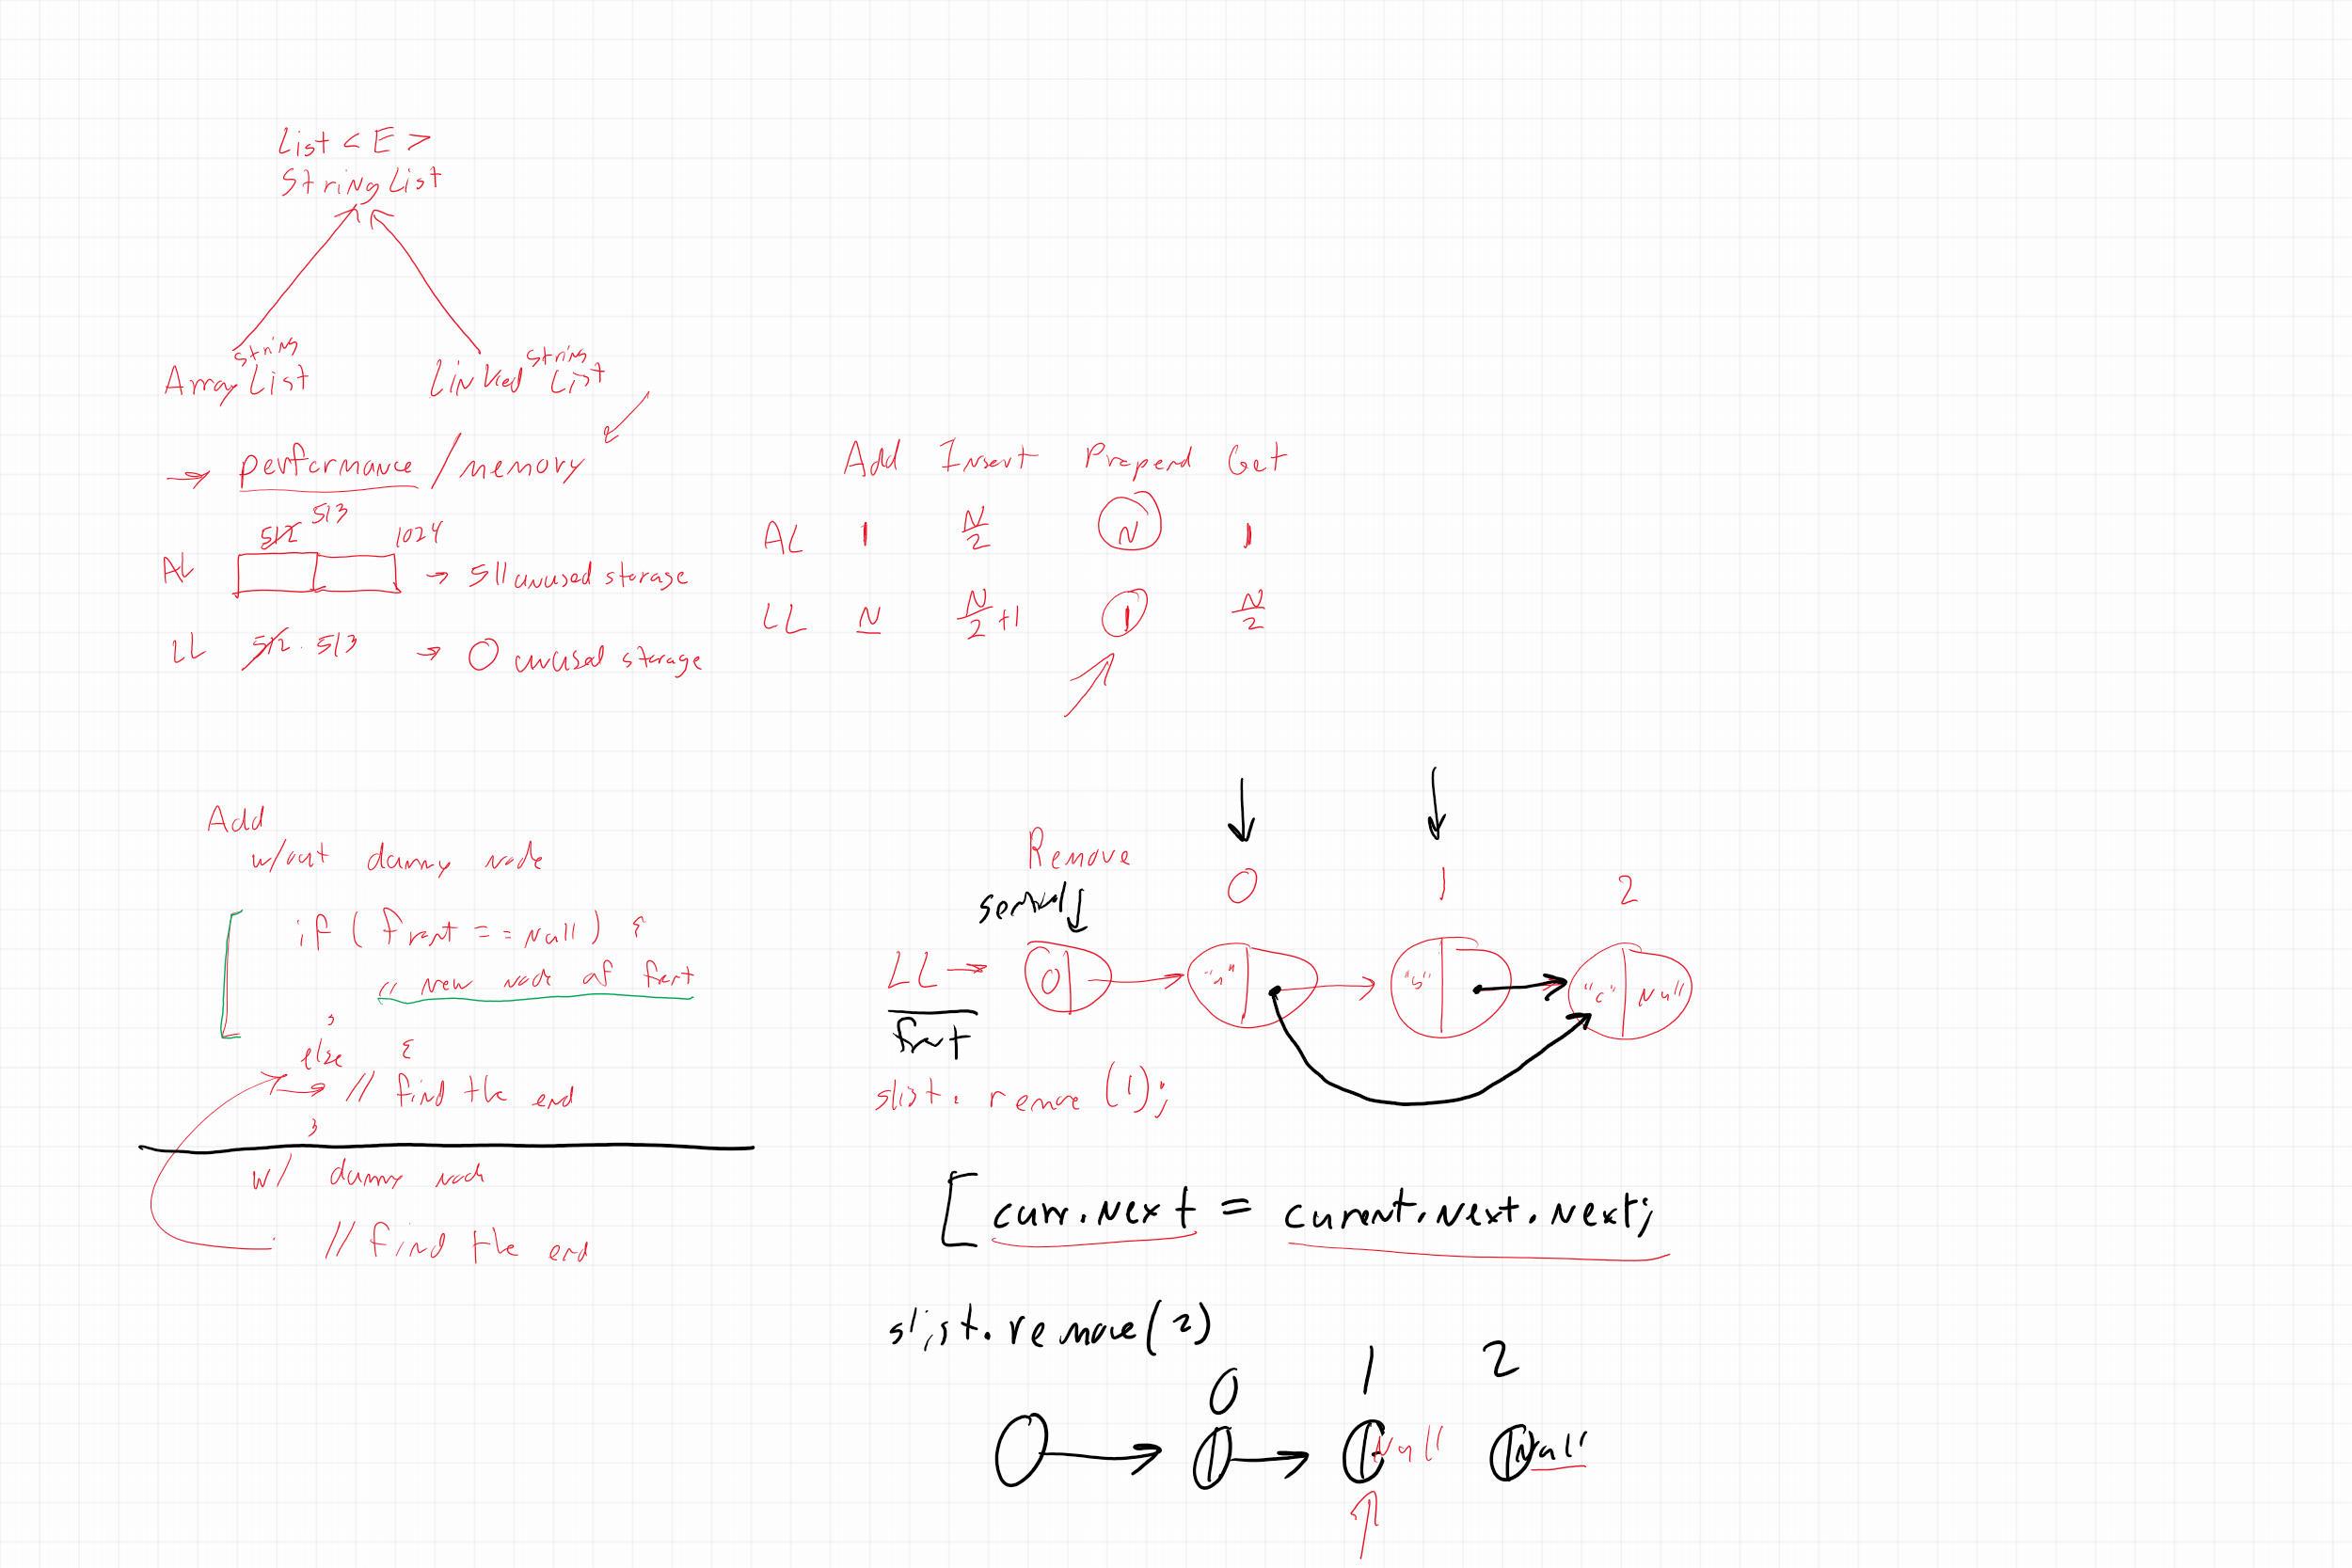 List < E >
String List
Array String List
Linked String List
→ performance / memory
512 513 1024
AL → 511 unused storage
LL 512 . 513 → 0 unused storage
Add Insert Prepend Get
AL 1 N/2 N 1
LL N N/2 +1 1 N/2
Add
w/out dummy node
if ( front == null ) {
// new node at front
}
else {
// find the end
}
w/ dummy node
// find the end
Remove
0 1 2
LL → 0 "b" "c" Null
front
slist. remove (1);
[ curr.next = current.next.next;
slist.remove(2)
0 1 2
Null Null